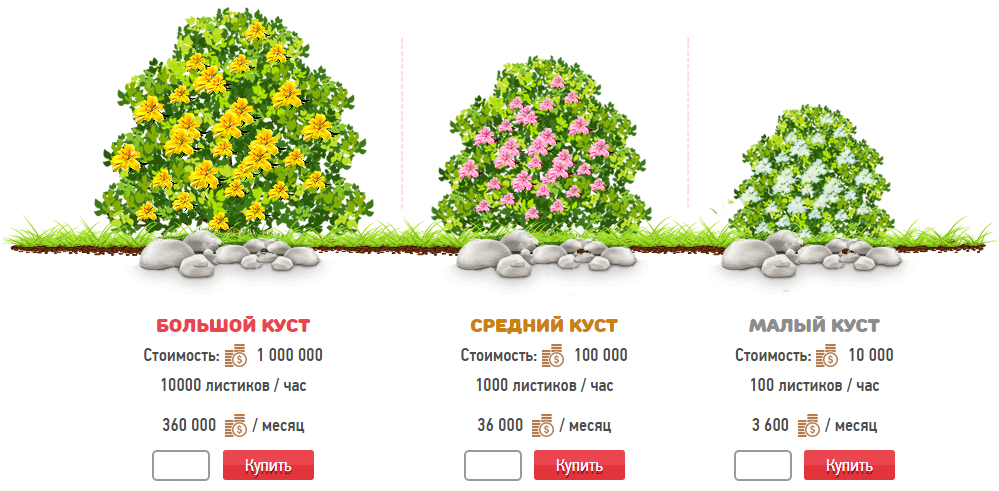 БОЛЬШОЙ КУСТ
Стоимость: 1 000 000
10000 листиков / час
360 000 / месяц
Купить
СРЕДНИЙ КУСТ
Стоимость: 100 000
1000 листиков / час
36 000 / месяц
Купить
МАЛЫЙ КУСТ
Стоимость: 10 000
100 листиков / час
3 600 / месяц
Купить